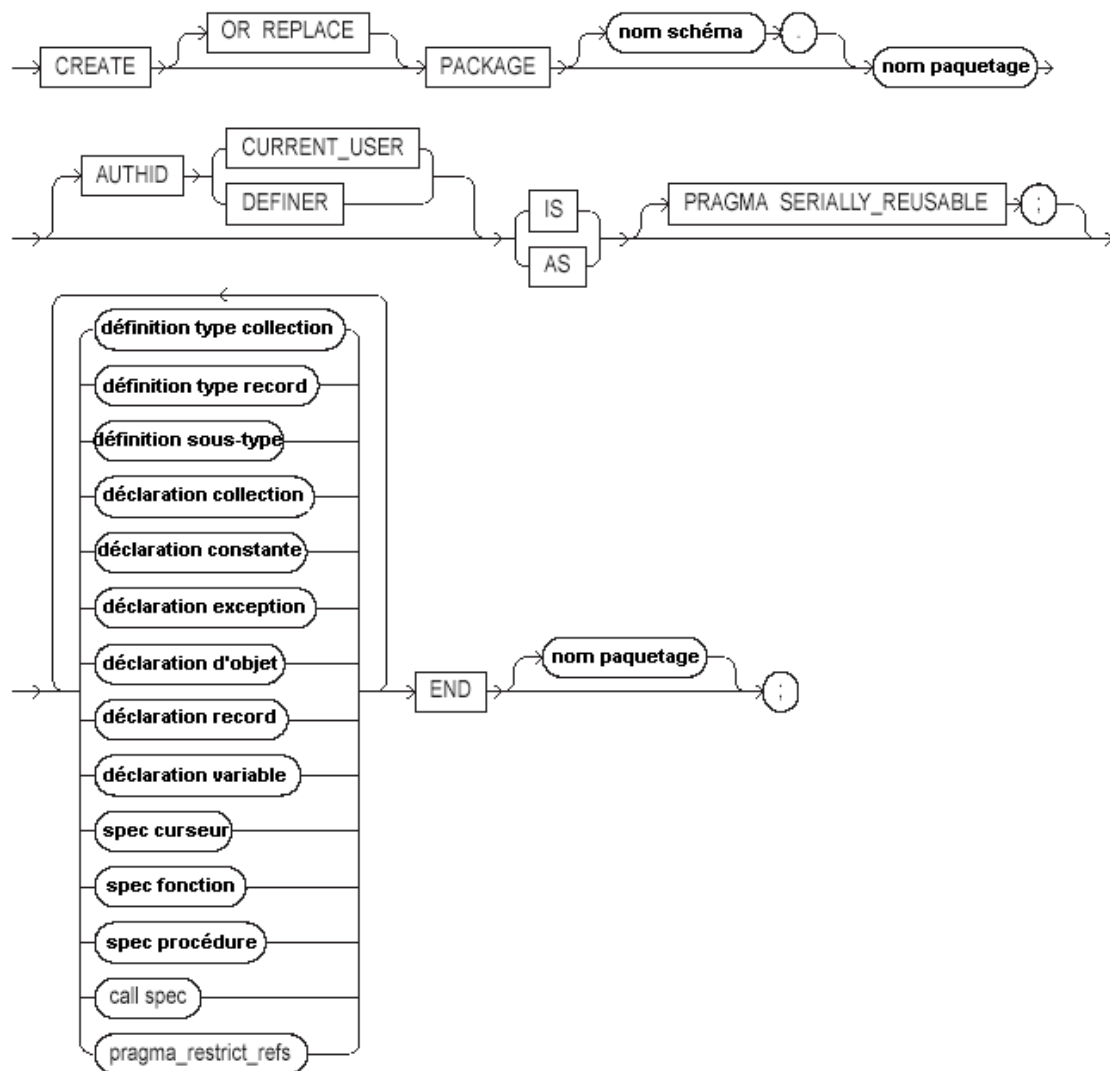 CREATE OR REPLACE PACKAGE nom schéma . nom paquetage
AUTHID CURRENT_USER
DEFINER
IS
AS
PRAGMA SERIALLY_REUSABLE ;
définition type collection
définition type record
définition sous-type
déclaration collection
déclaration constante
déclaration exception
déclaration d'objet
déclaration record
déclaration variable
spec curseur
spec fonction
spec procédure
call spec
pragma_restrict_refs
END nom paquetage ;